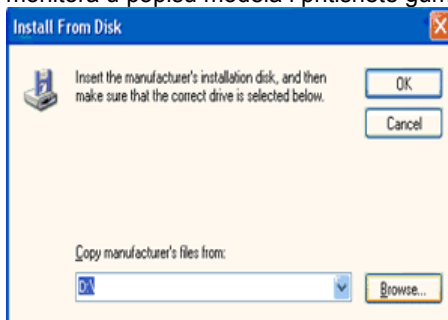 monitora u popisu modela i pritisnete gum
Install From Disk
Insert the manufacturer's installation disk, and then
make sure that the correct drive is selected below.
OK
Cancel
Copy manufacturer's files from:
D:\
Browse...